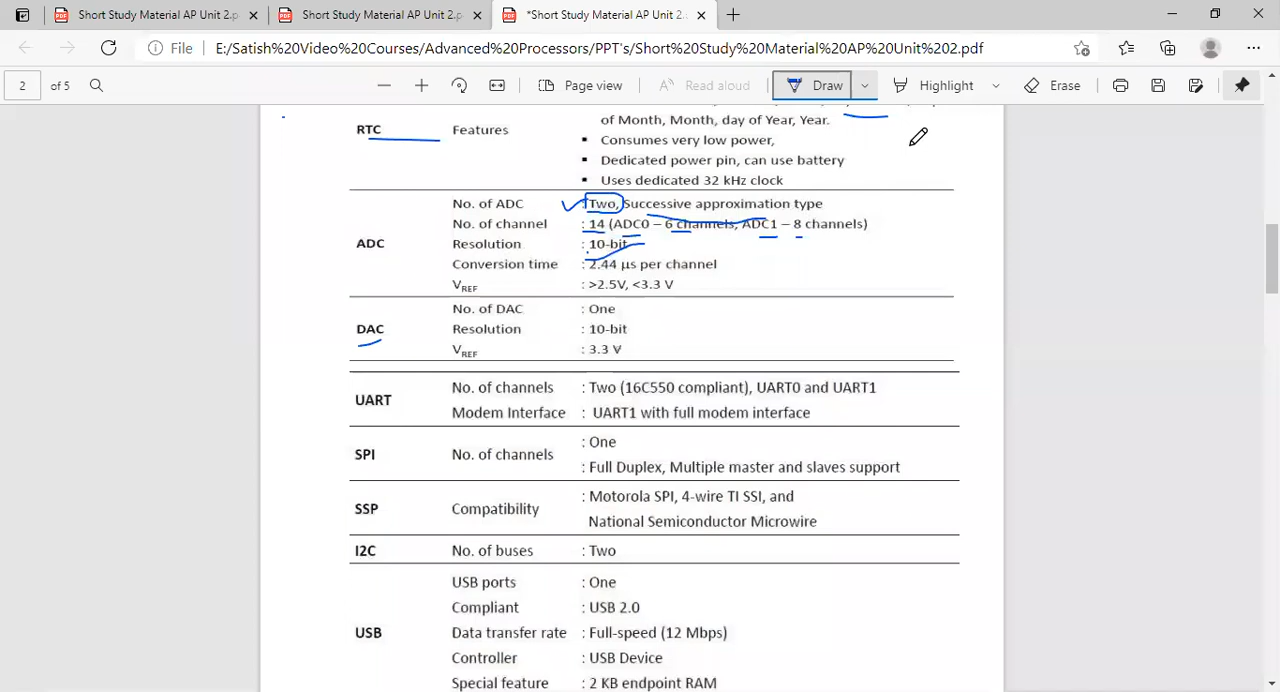 Short Study Material AP Unit 2.p
Short Study Material AP Unit 2.p
*Short Study Material AP Unit 2.
File
E:/Satish%20Video%20Courses/Advanced%20Processors/PPT's/Short%20Study%20Material%20AP%20Unit%202.pdf
2 of 5
Page view
Read aloud
Draw
Highlight
Erase
of Month, Month, day of Year, Year.
RTC Features
▪ Consumes very low power,
▪ Dedicated power pin, can use battery
▪ Uses dedicated 32 kHz clock
ADC
No. of ADC : Two, Successive approximation type
No. of channel : 14 (ADC0 – 6 channels, ADC1 – 8 channels)
Resolution : 10-bit
Conversion time : 2.44 µs per channel
VREF : >2.5V, <3.3 V
DAC
No. of DAC : One
Resolution : 10-bit
VREF : 3.3 V
UART
No. of channels : Two (16C550 compliant), UART0 and UART1
Modem Interface : UART1 with full modem interface
SPI
No. of channels
: One
: Full Duplex, Multiple master and slaves support
SSP
Compatibility
: Motorola SPI, 4-wire TI SSI, and
National Semiconductor Microwire
I2C No. of buses : Two
USB
USB ports : One
Compliant : USB 2.0
Data transfer rate : Full-speed (12 Mbps)
Controller : USB Device
Special feature : 2 KB endpoint RAM